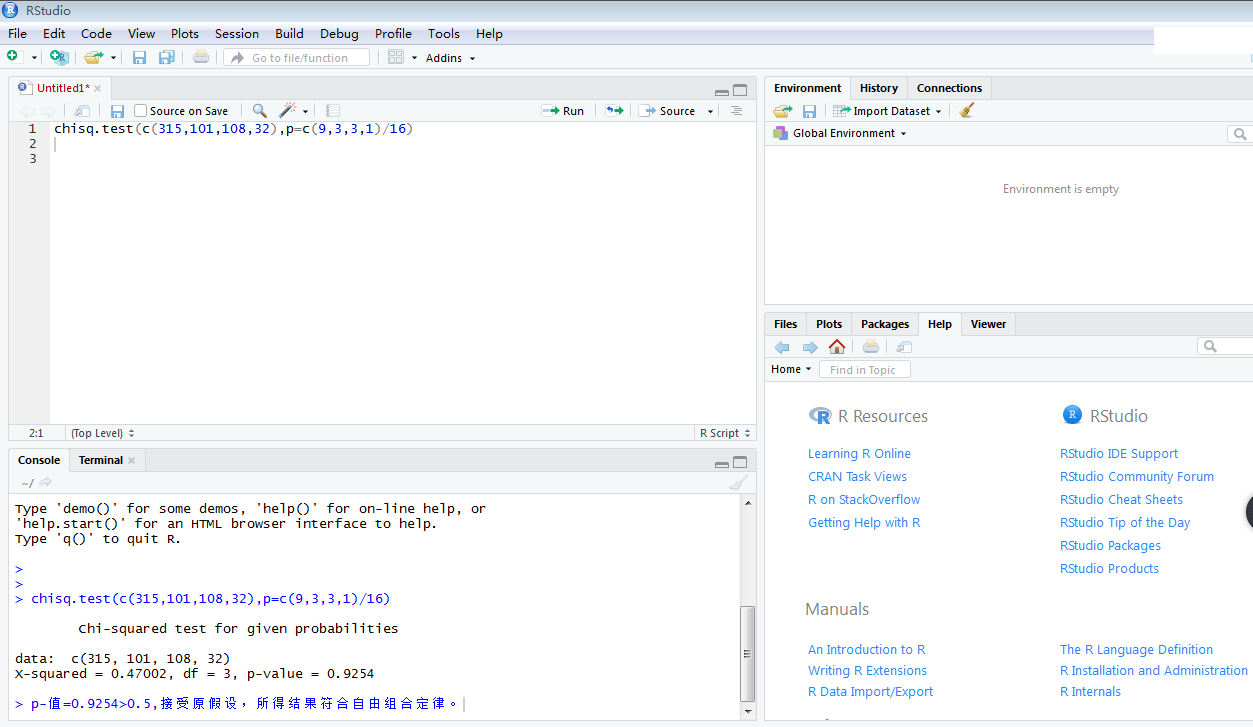 RStudio
File Edit Code View Plots Session Build Debug Profile Tools Help
Go to file/function Addins
Untitled1*
Source on Save Run Source
1 chisq.test(c(315,101,108,32),p=c(9,3,3,1)/16)
2
3
2:1 (Top Level) R Script
Console Terminal
~/
Type 'demo()' for some demos, 'help()' for on-line help, or
'help.start()' for an HTML browser interface to help.
Type 'q()' to quit R.
>
>
> chisq.test(c(315,101,108,32),p=c(9,3,3,1)/16)
Chi-squared test for given probabilities
data: c(315, 101, 108, 32)
X-squared = 0.47002, df = 3, p-value = 0.9254
> p-值=0.9254>0.5,接受原假设，所得结果符合自由组合定律。
Environment History Connections
Import Dataset
Global Environment
Environment is empty
Files Plots Packages Help Viewer
Home Find in Topic
R Resources
Learning R Online
CRAN Task Views
R on StackOverflow
Getting Help with R
RStudio
RStudio IDE Support
RStudio Community Forum
RStudio Cheat Sheets
RStudio Tip of the Day
RStudio Packages
RStudio Products
Manuals
An Introduction to R
Writing R Extensions
R Data Import/Export
The R Language Definition
R Installation and Administration
R Internals